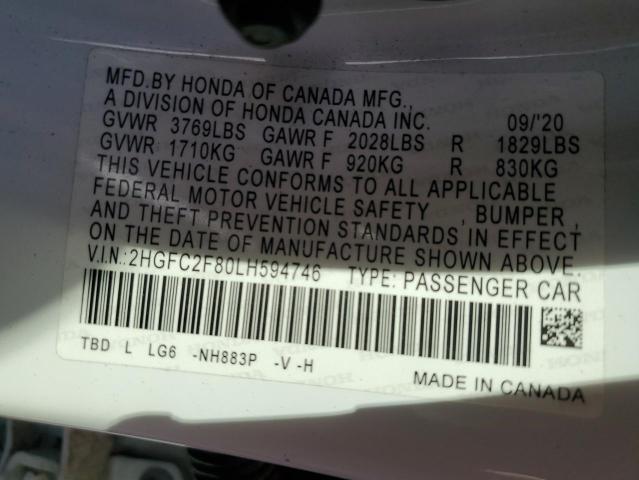 MFD.BY HONDA OF CANADA MFG.,
A DIVISION OF HONDA CANADA INC. 09/'20
GVWR 3769LBS GAWR F 2028LBS R 1829LBS
GVWR 1710KG GAWR F 920KG R 830KG
THIS VEHICLE CONFORMS TO ALL APPLICABLE
FEDERAL MOTOR VEHICLE SAFETY , BUMPER ,
AND THEFT PREVENTION STANDARDS IN EFFECT
ON THE DATE OF MANUFACTURE SHOWN ABOVE.
V.I.N.:2HGFC2F80LH594746 TYPE: PASSENGER CAR
TBD L LG6 -NH883P -V -H
MADE IN CANADA